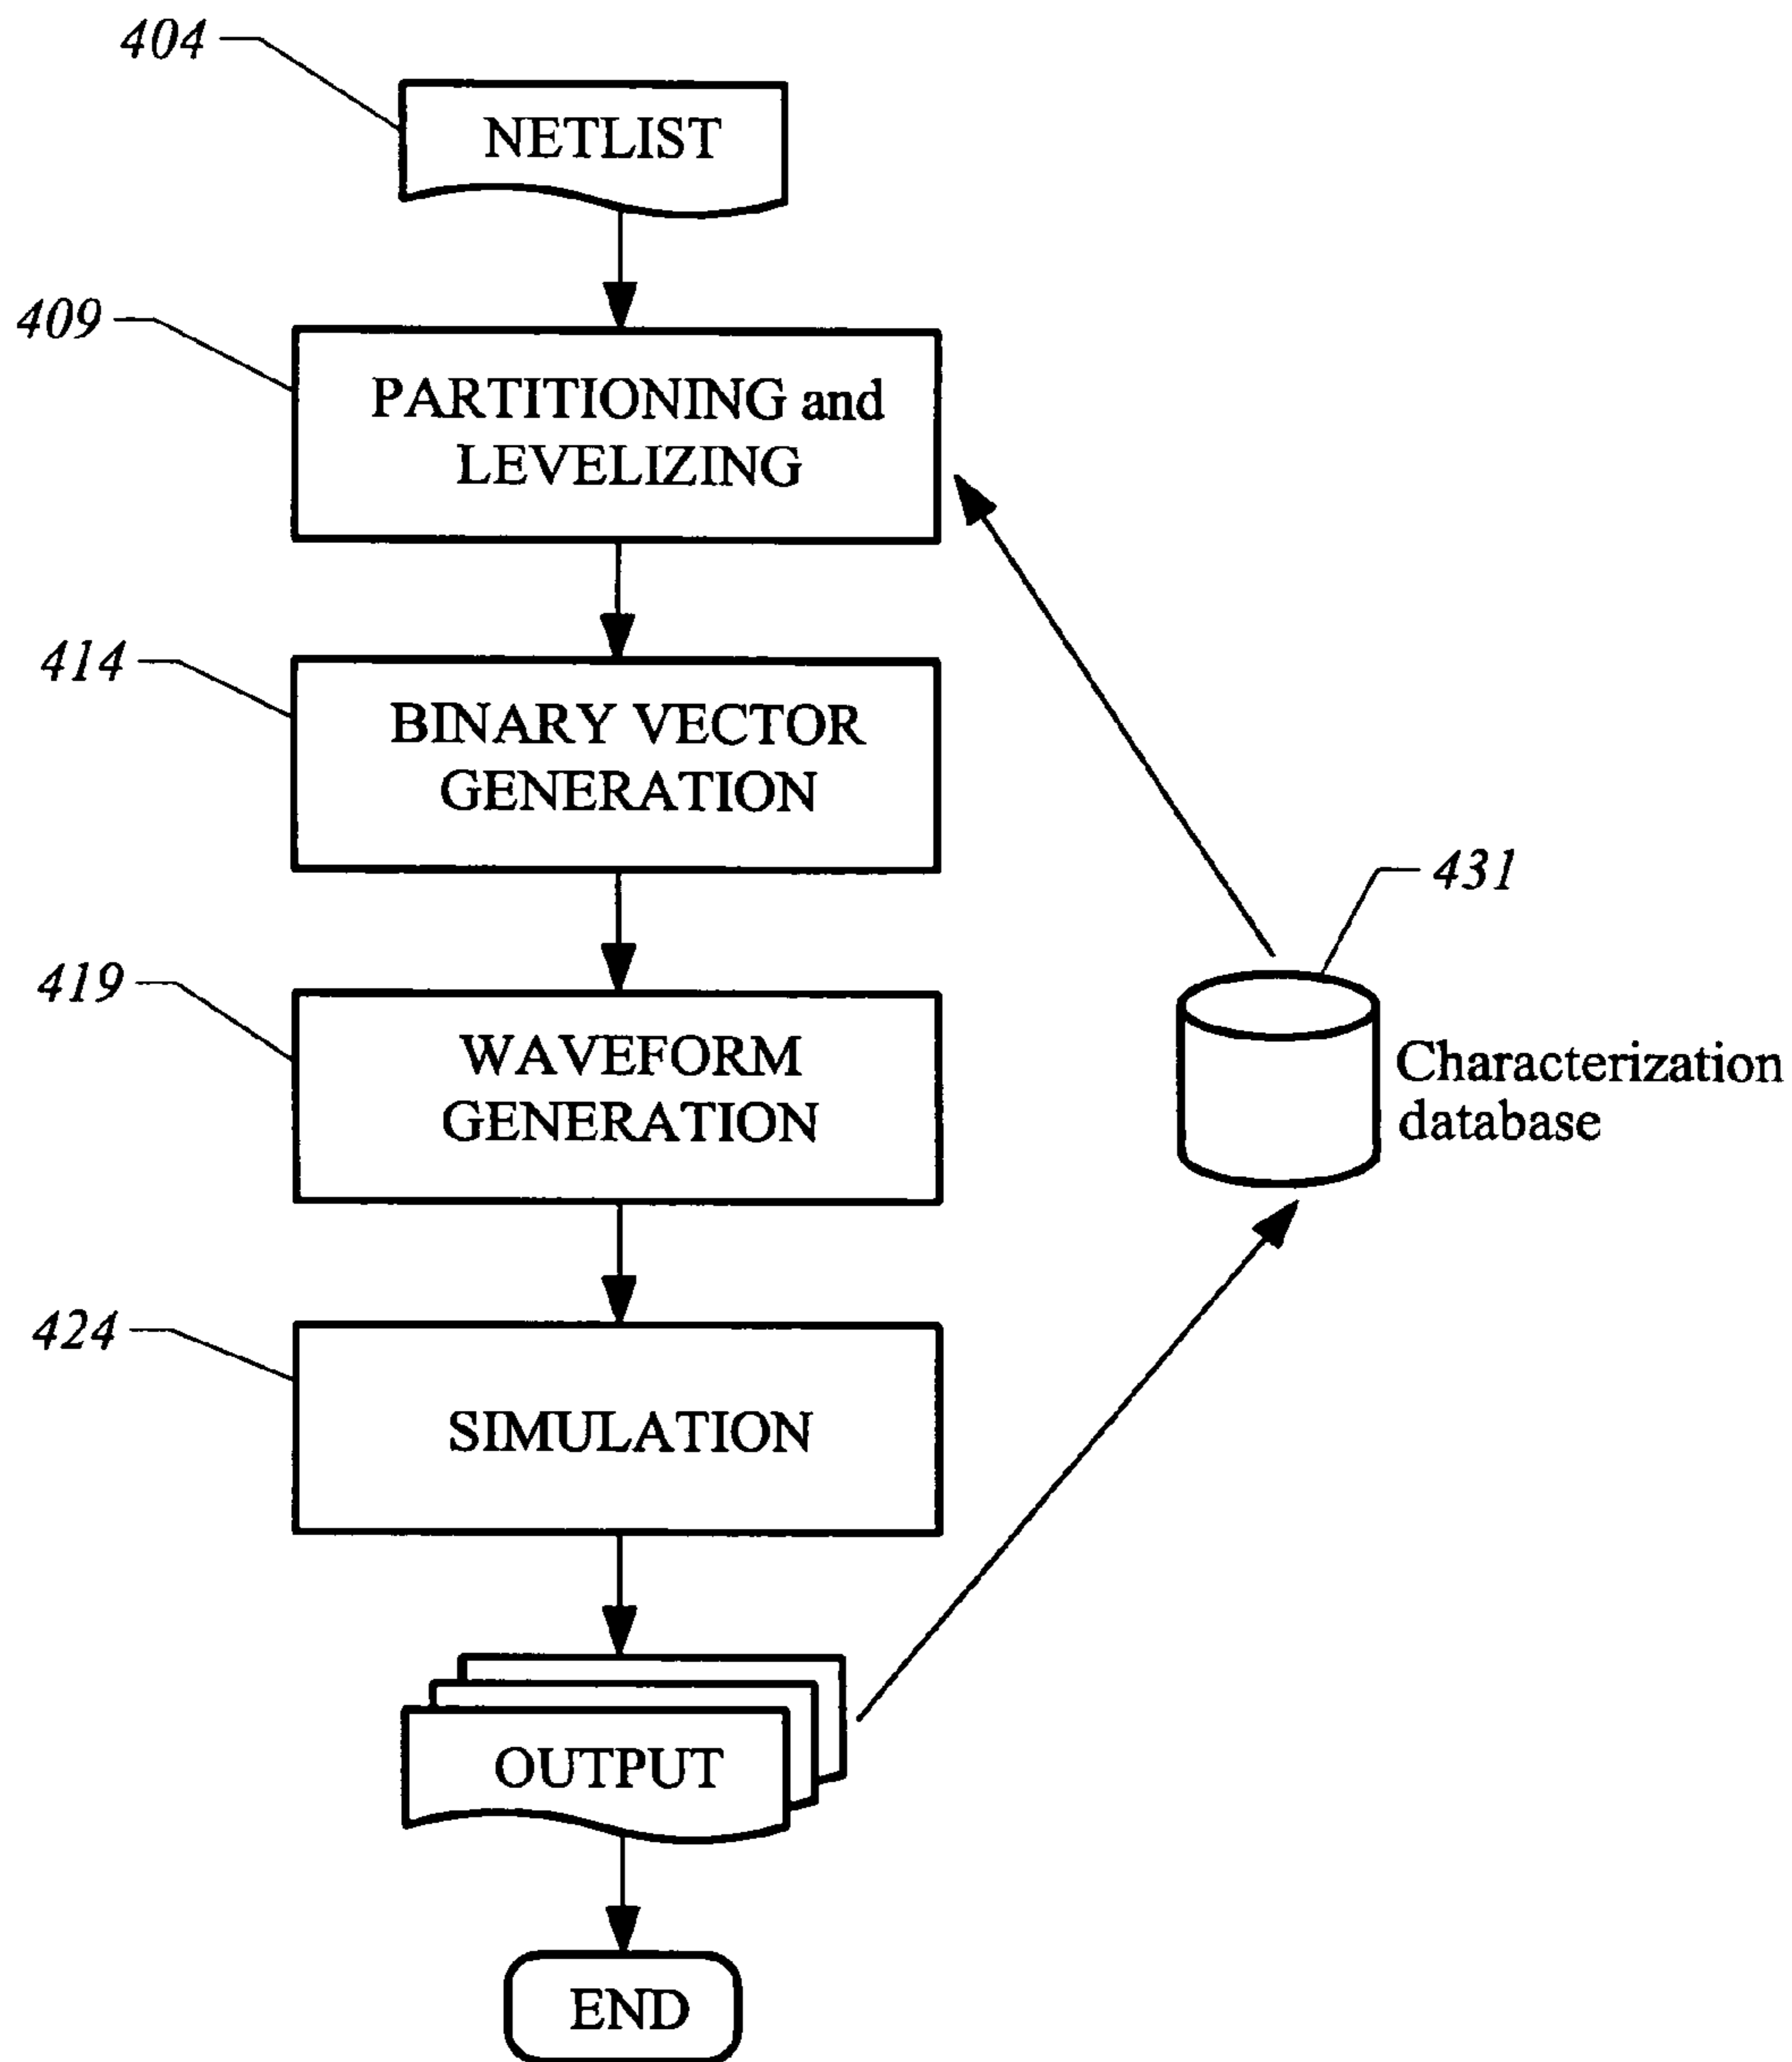 404
NETLIST
409
PARTITIONING and
LEVELIZING
414
BINARY VECTOR
GENERATION
431
419
WAVEFORM
GENERATION
Characterization
database
424
SIMULATION
OUTPUT
END